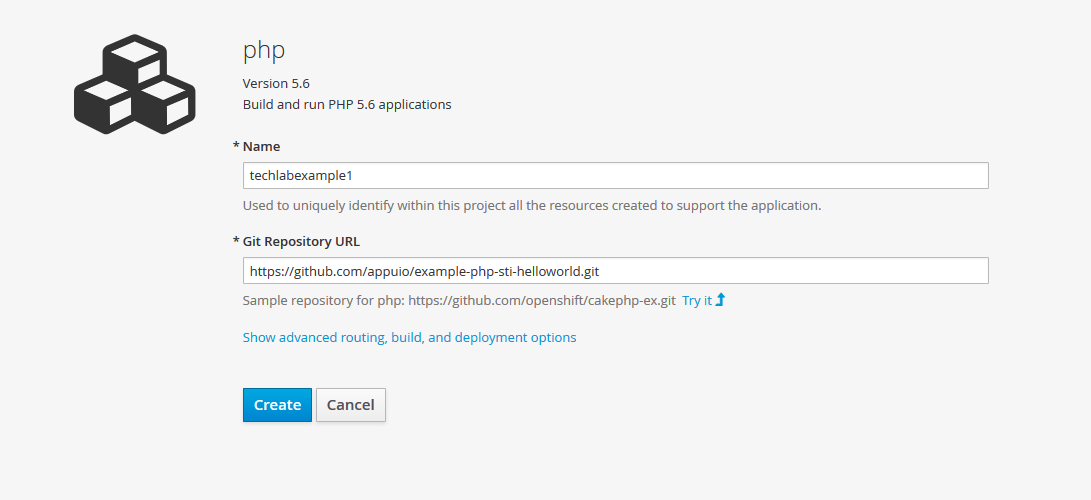 php
Version 5.6
Build and run PHP 5.6 applications
* Name
techlabexample1
Used to uniquely identify within this project all the resources created to support the application.
* Git Repository URL
https://github.com/appuio/example-php-sti-helloworld.git
Sample repository for php: https://github.com/openshift/cakephp-ex.git Try it
Show advanced routing, build, and deployment options
Create Cancel